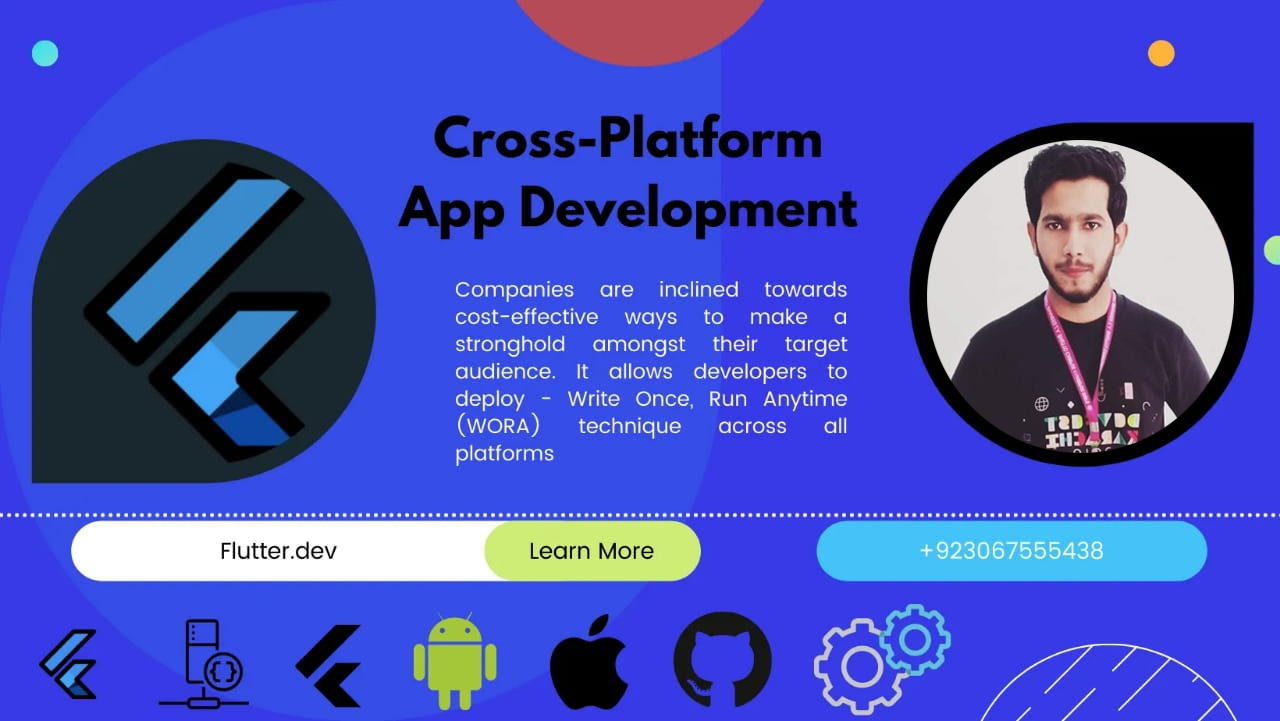 Cross-Platform
App Development
Companies are inclined towards
cost-effective ways to make a
stronghold amongst their target
audience. It allows developers to
deploy - Write Once, Run Anytime
(WORA) technique across all
platforms
Flutter.dev
Learn More
+923067555438
{}